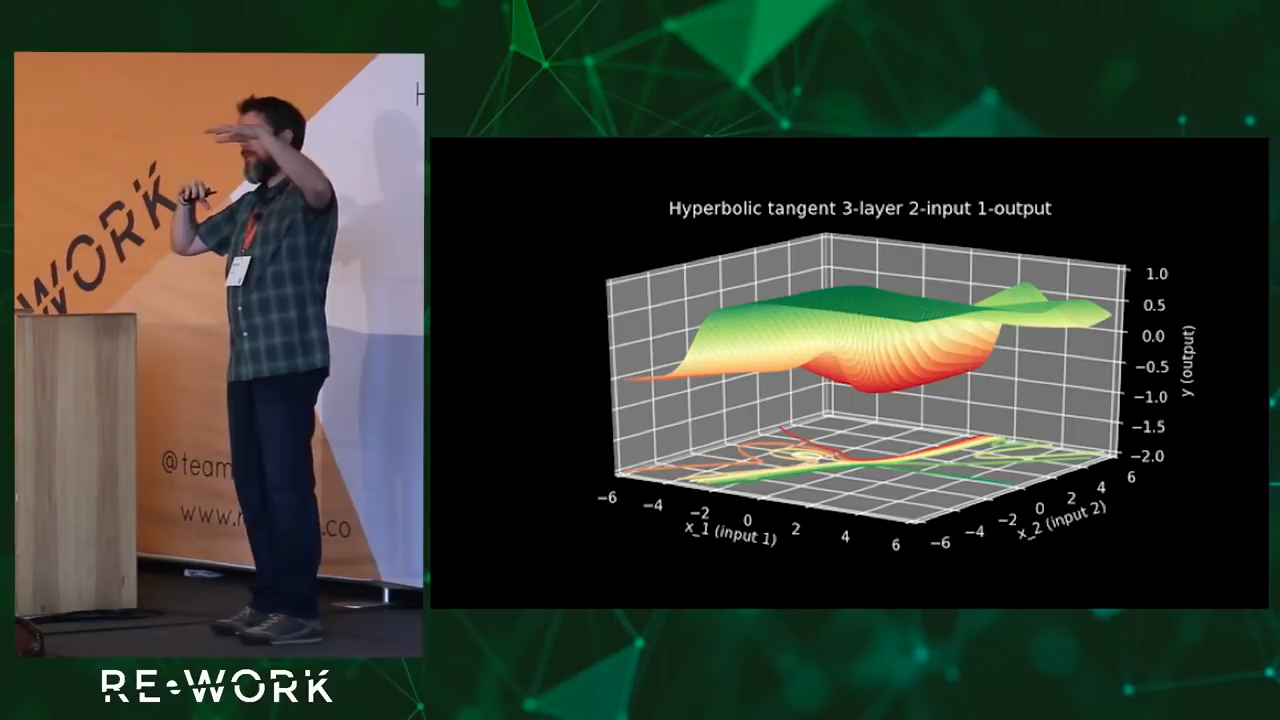 WORK
H
@team
www.r
.co
RE•WORK
Hyperbolic tangent 3-layer 2-input 1-output
1.0
0.5
0.0
−0.5
−1.0
−1.5
−2.0
y (output)
−6
−4
−2
0
2
4
6
x_1 (input 1)
−6
−4
−2
0
2
4
6
x_2 (input 2)